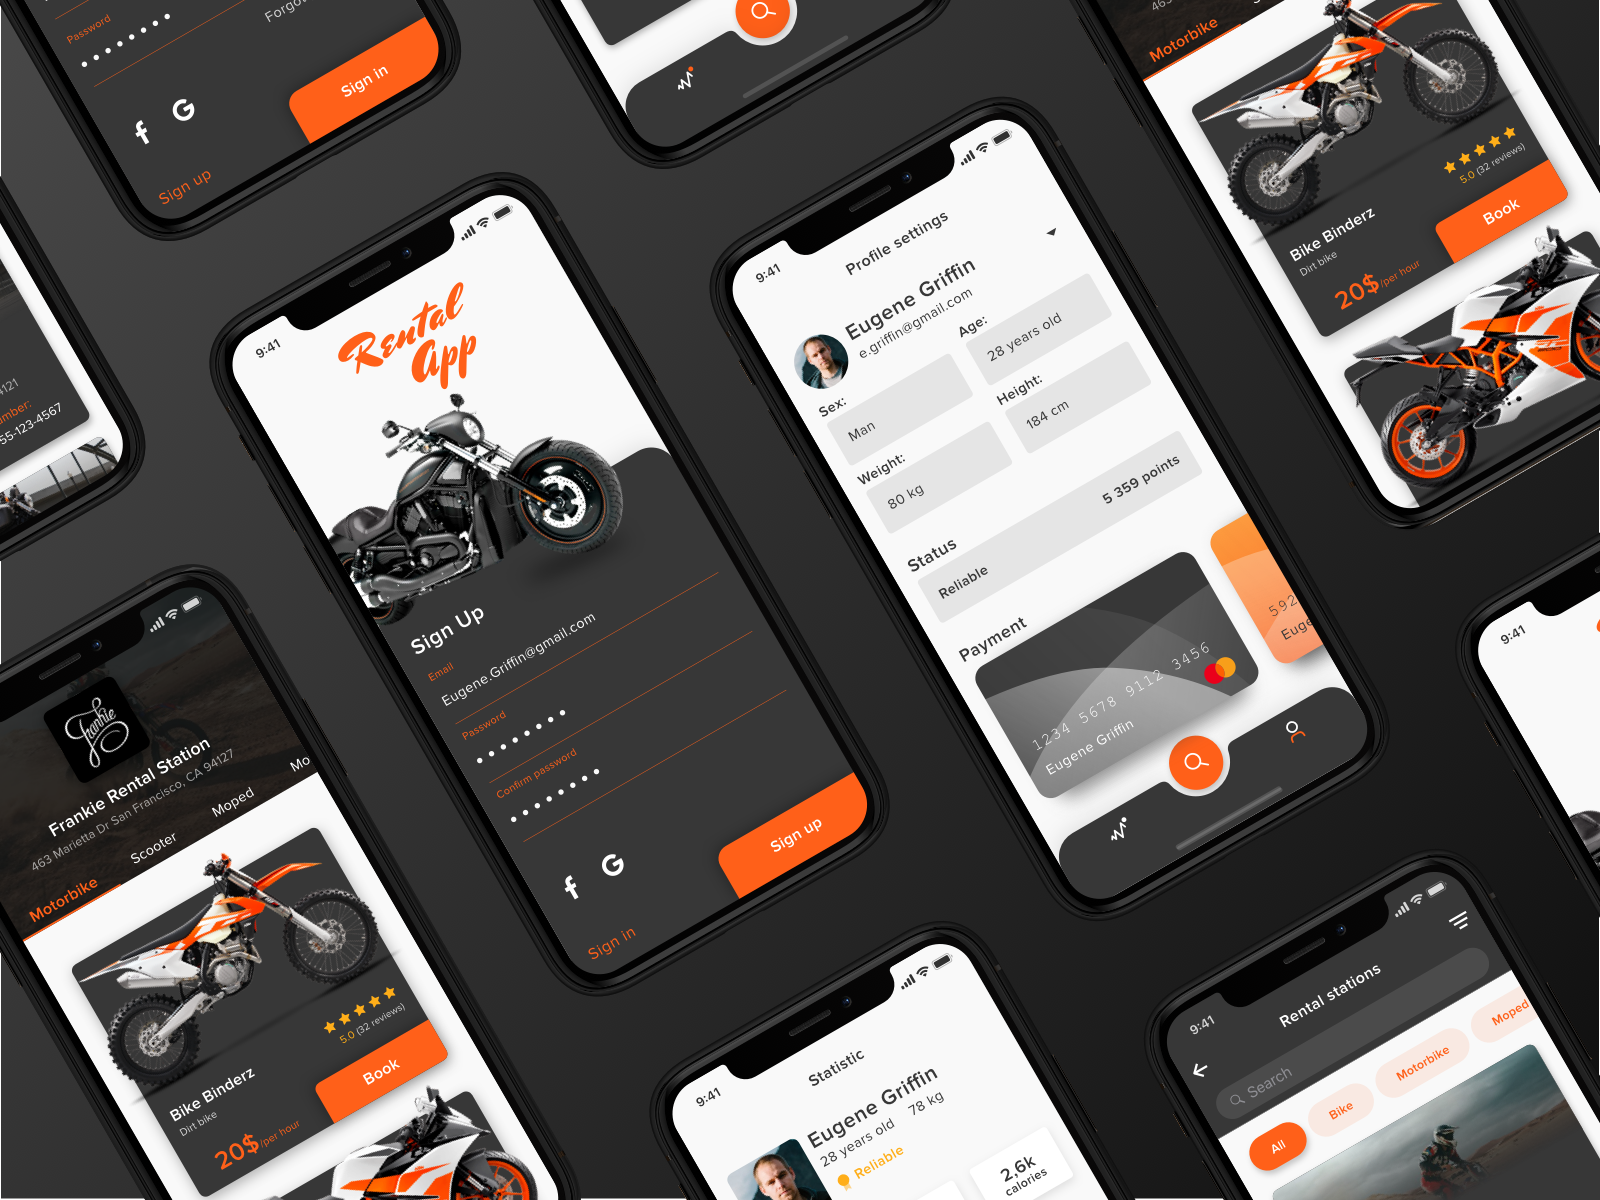 Password
Forgo
Sign in
Sign up
4121
umber:
55-123-4567
9:41
Rental
App
Sign Up
Email
Eugene.Griffin@gmail.com
Password
Confirm password
Sign up
Sign in
9:41
Profile settings
Eugene Griffin
e.griffin@gmail.com
Sex:
Man
Age:
28 years old
Weight:
80 kg
Height:
184 cm
Status
Reliable
5 359 points
Payment
1234 5678 9112 3456
Eugene Griffin
592
Euge
463
Motorbike
5.0 (32 reviews)
Bike Binderz
Dirt bike
20$/per hour
Book
Frankie
Frankie Rental Station
463 Marietta Dr San Francisco, CA 94127
Motorbike
Scooter
Moped
Mo
5.0 (32 reviews)
Bike Binderz
Dirt bike
20$/per hour
Book
9:41
Statistic
Eugene Griffin
28 years old
78 kg
Reliable
2,6k
calories
9:41
9:41
Rental stations
Search
All
Bike
Motorbike
Moped